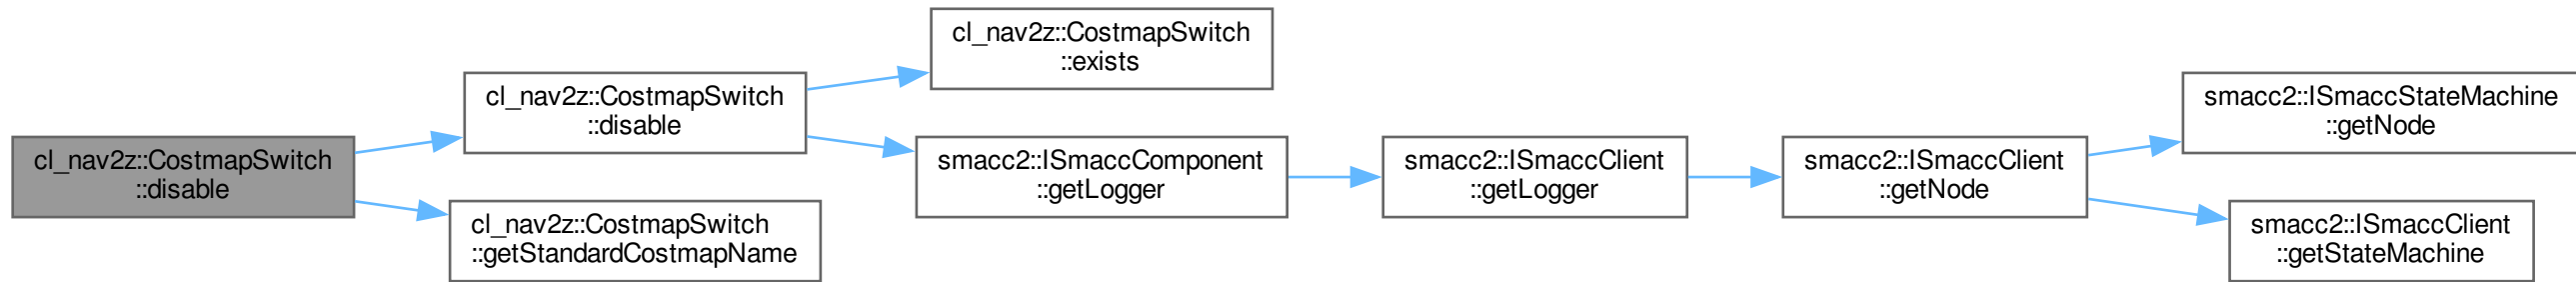 cl_nav2z::CostmapSwitch
::disable
cl_nav2z::CostmapSwitch
::disable
cl_nav2z::CostmapSwitch
::getStandardCostmapName
cl_nav2z::CostmapSwitch
::exists
smacc2::ISmaccComponent
::getLogger
smacc2::ISmaccClient
::getLogger
smacc2::ISmaccClient
::getNode
smacc2::ISmaccStateMachine
::getNode
smacc2::ISmaccClient
::getStateMachine